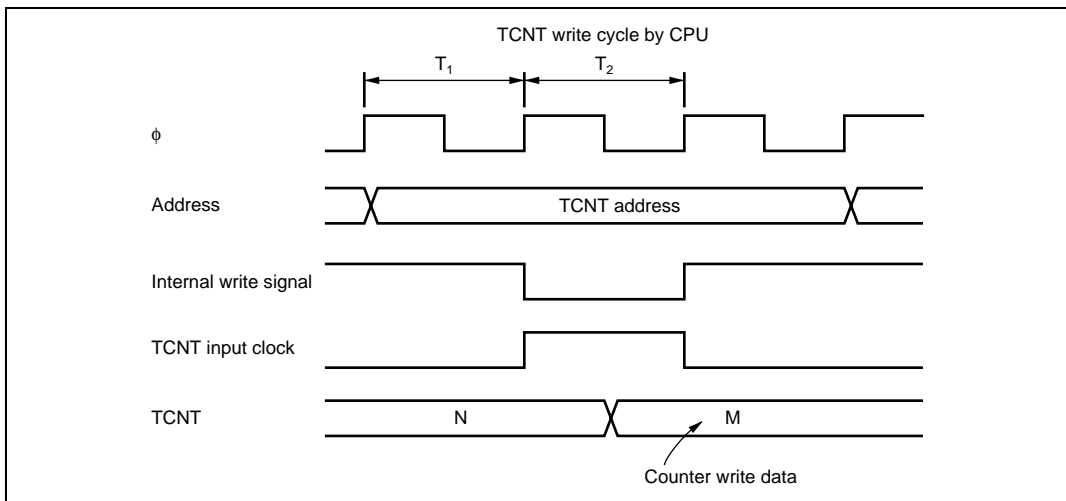 TCNT write cycle by CPU
T1 T2
ϕ
Address TCNT address
Internal write signal
TCNT input clock
TCNT N M
Counter write data